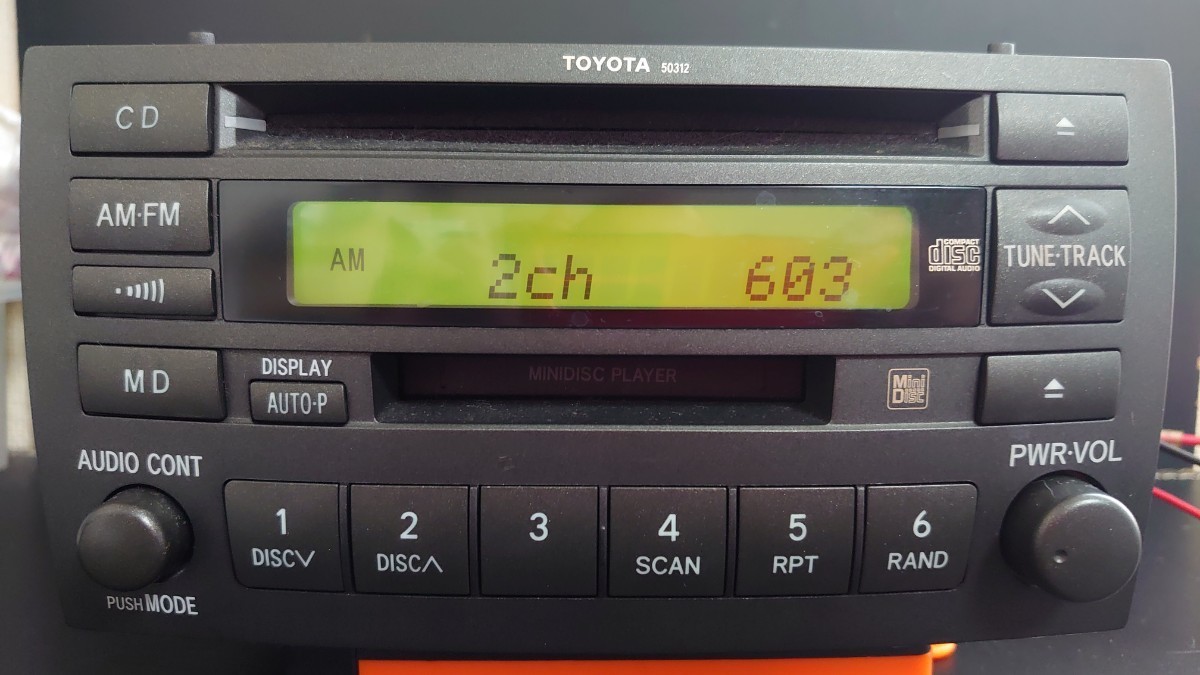 TOYOTA 50312
CD
AM·FM
AM 2ch 603
COMPACT
disc
DIGITAL AUDIO
TUNE·TRACK
MD
DISPLAY
AUTO·P
MINIDISC PLAYER
Mini
Disc
AUDIO CONT
PWR·VOL
1
DISC
2
DISC
3
4
SCAN
5
RPT
6
RAND
PUSH MODE